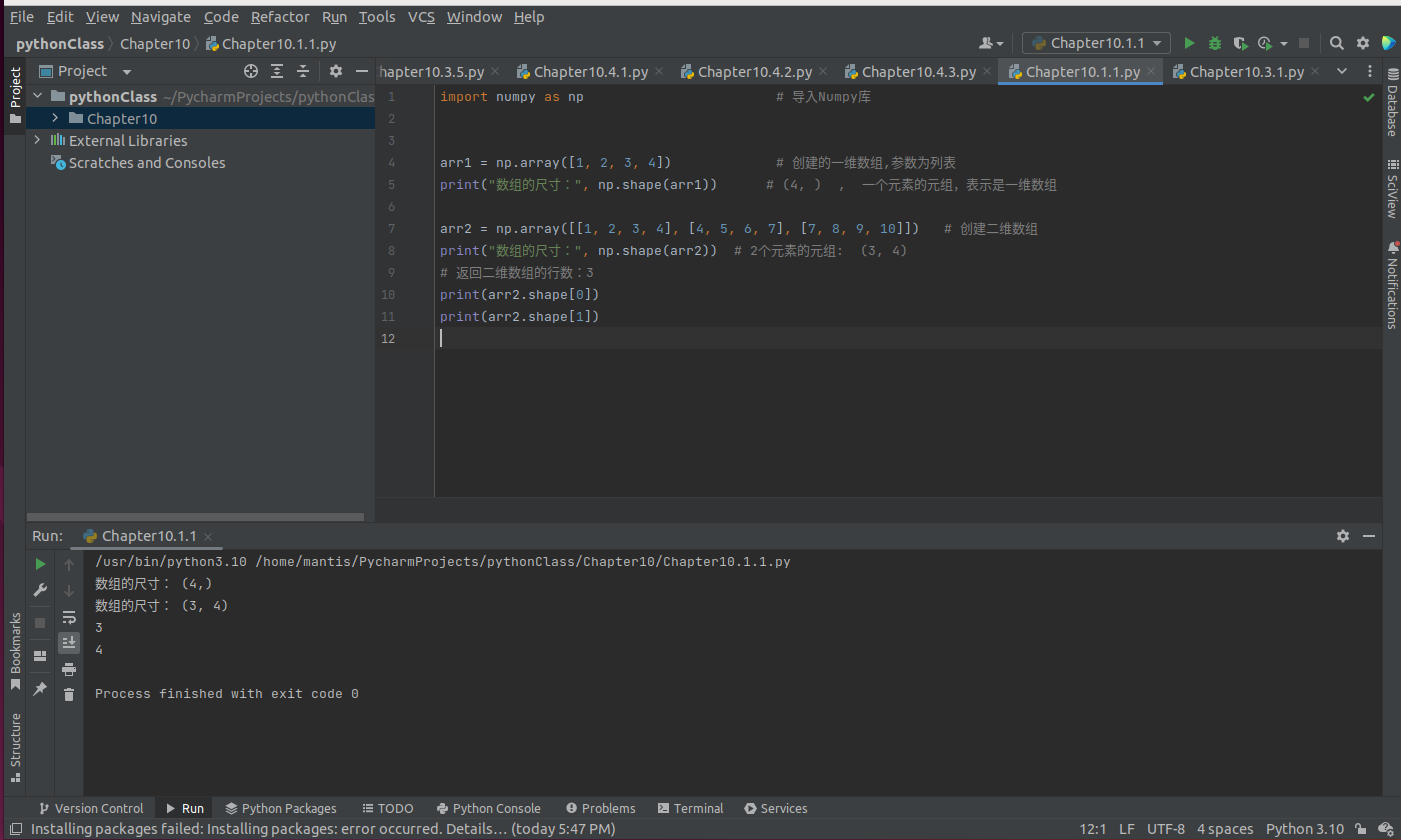 File Edit View Navigate Code Refactor Run Tools VCS Window Help
pythonClass Chapter10 Chapter10.1.1.py Chapter10.1.1
Project
Project
hapter10.3.5.py Chapter10.4.1.py Chapter10.4.2.py Chapter10.4.3.py Chapter10.1.1.py Chapter10.3.1.py
pythonClass ~/PycharmProjects/pythonClas
Chapter10
External Libraries
Scratches and Consoles
1 import numpy as np # 导入Numpy库
2
3
4 arr1 = np.array([1, 2, 3, 4]) # 创建的一维数组,参数为列表
5 print("数组的尺寸：", np.shape(arr1)) # (4, ) , 一个元素的元组，表示是一维数组
6
7 arr2 = np.array([[1, 2, 3, 4], [4, 5, 6, 7], [7, 8, 9, 10]]) # 创建二维数组
8 print("数组的尺寸：", np.shape(arr2)) # 2个元素的元组: (3, 4)
9 # 返回二维数组的行数：3
10 print(arr2.shape[0])
11 print(arr2.shape[1])
12
Database
SciView
Notifications
Run: Chapter10.1.1
/usr/bin/python3.10 /home/mantis/PycharmProjects/pythonClass/Chapter10/Chapter10.1.1.py
数组的尺寸： (4,)
数组的尺寸： (3, 4)
3
4
Process finished with exit code 0
Bookmarks
Structure
Version Control Run Python Packages TODO Python Console Problems Terminal Services
Installing packages failed: Installing packages: error occurred. Details… (today 5:47 PM) 12:1 LF UTF-8 4 spaces Python 3.10